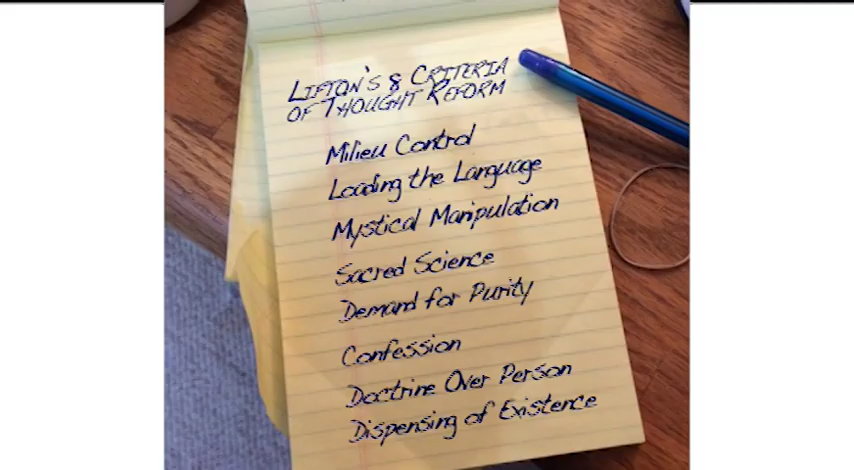 LIFTON'S 8 CRITERIA
OF THOUGHT REFORM
Milieu Control
Loading the Language
Mystical Manipulation
Sacred Science
Demand for Purity
Confession
Doctrine Over Person
Dispensing of Existence